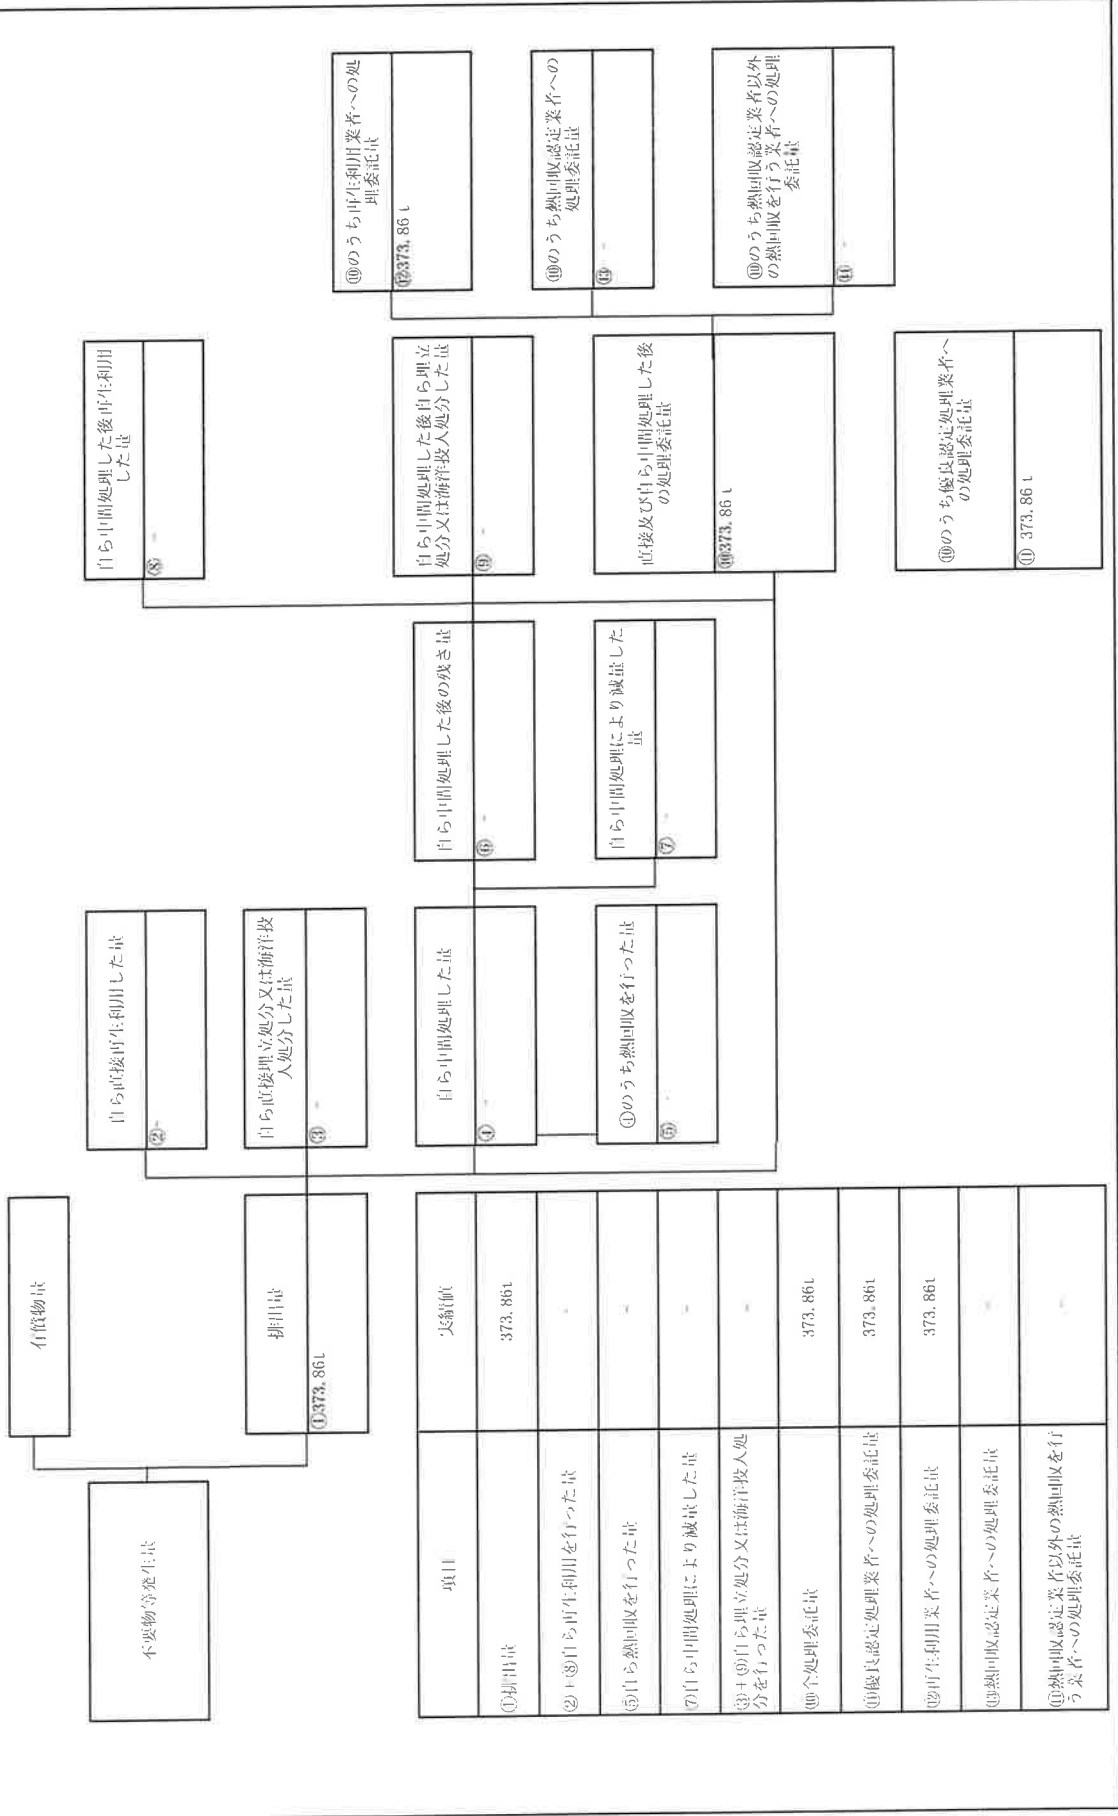 有償物量
不要物等発生量
排出量
①373.86t
自ら直接再生利用した量
②-
自ら直接埋立処分又は海洋投
入処分した量
③ -
自ら中間処理した量
④ -
④のうち熱回収を行った量
⑤ -
自ら中間処理した後の残さ量
⑥ -
自ら中間処理により減量した
量
⑦ -
自ら中間処理した後再生利用
した量
⑧ -
自ら中間処理した後自ら埋立
処分又は海洋投入処分した量
⑨ -
直接及び自ら中間処理した後
の処理委託量
⑩373.86 t
⑩のうち優良認定処理業者へ
の処理委託量
⑪ 373.86 t
⑩のうち再生利用業者への処
理委託量
⑫373.86 t
⑩のうち熱回収認定業者への
処理委託量
⑬ -
⑩のうち熱回収認定業者以外
の熱回収を行う業者への処理
委託量
⑭ -
項目 実績値
①排出量 373.86t
②+⑧自ら再生利用を行った量 -
⑤自ら熱回収を行った量 -
⑦自ら中間処理により減量した量 -
③+⑨自ら埋立処分又は海洋投入処
分を行った量 -
⑩全処理委託量 373.86t
⑪優良認定処理業者への処理委託量 373.86t
⑫再生利用業者への処理委託量 373.86t
⑬熱回収認定業者への処理委託量 -
⑭熱回収認定業者以外の熱回収を行
う業者への処理委託量 -